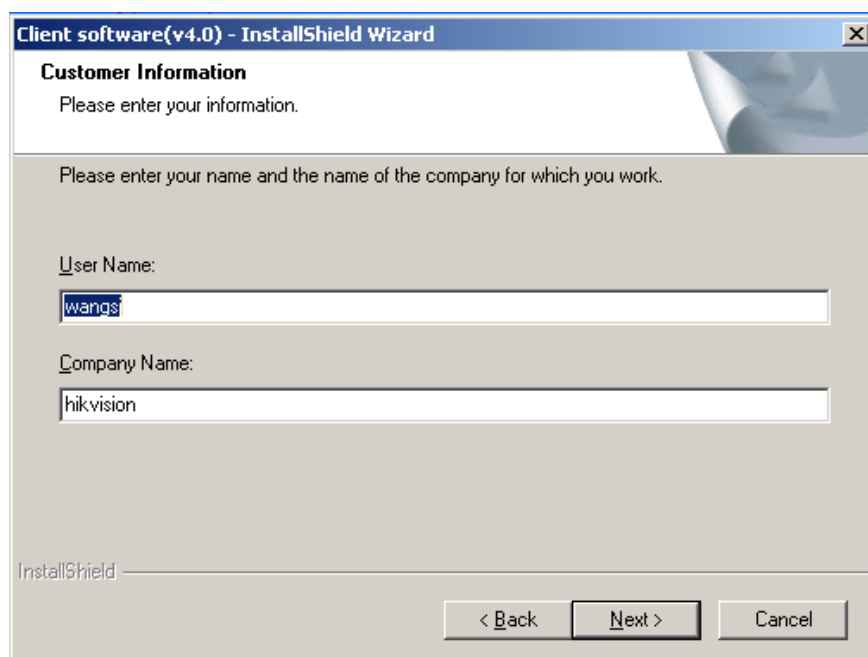 Client software(v4.0) - InstallShield Wizard
Customer Information
Please enter your information.
Please enter your name and the name of the company for which you work.
User Name:
wangsi
Company Name:
hikvision
InstallShield
< Back Next > Cancel